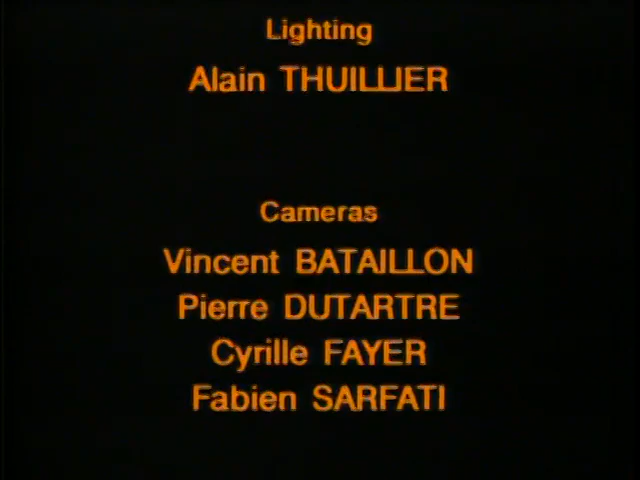 Lighting
Alain THUILLIER
Cameras
Vincent BATAILLON
Pierre DUTARTRE
Cyrille FAYER
Fabien SARFATI